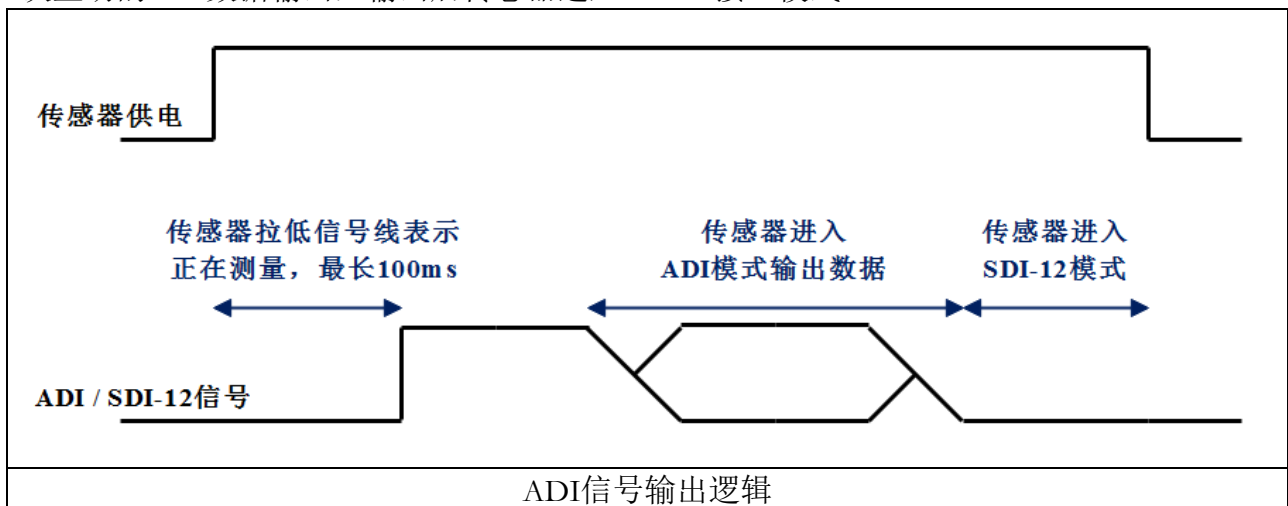 传感器供电
传感器拉低信号线表示
正在测量，最长100ms
传感器进入
ADI模式输出数据
传感器进入
SDI-12模式
ADI / SDI-12信号
ADI信号输出逻辑